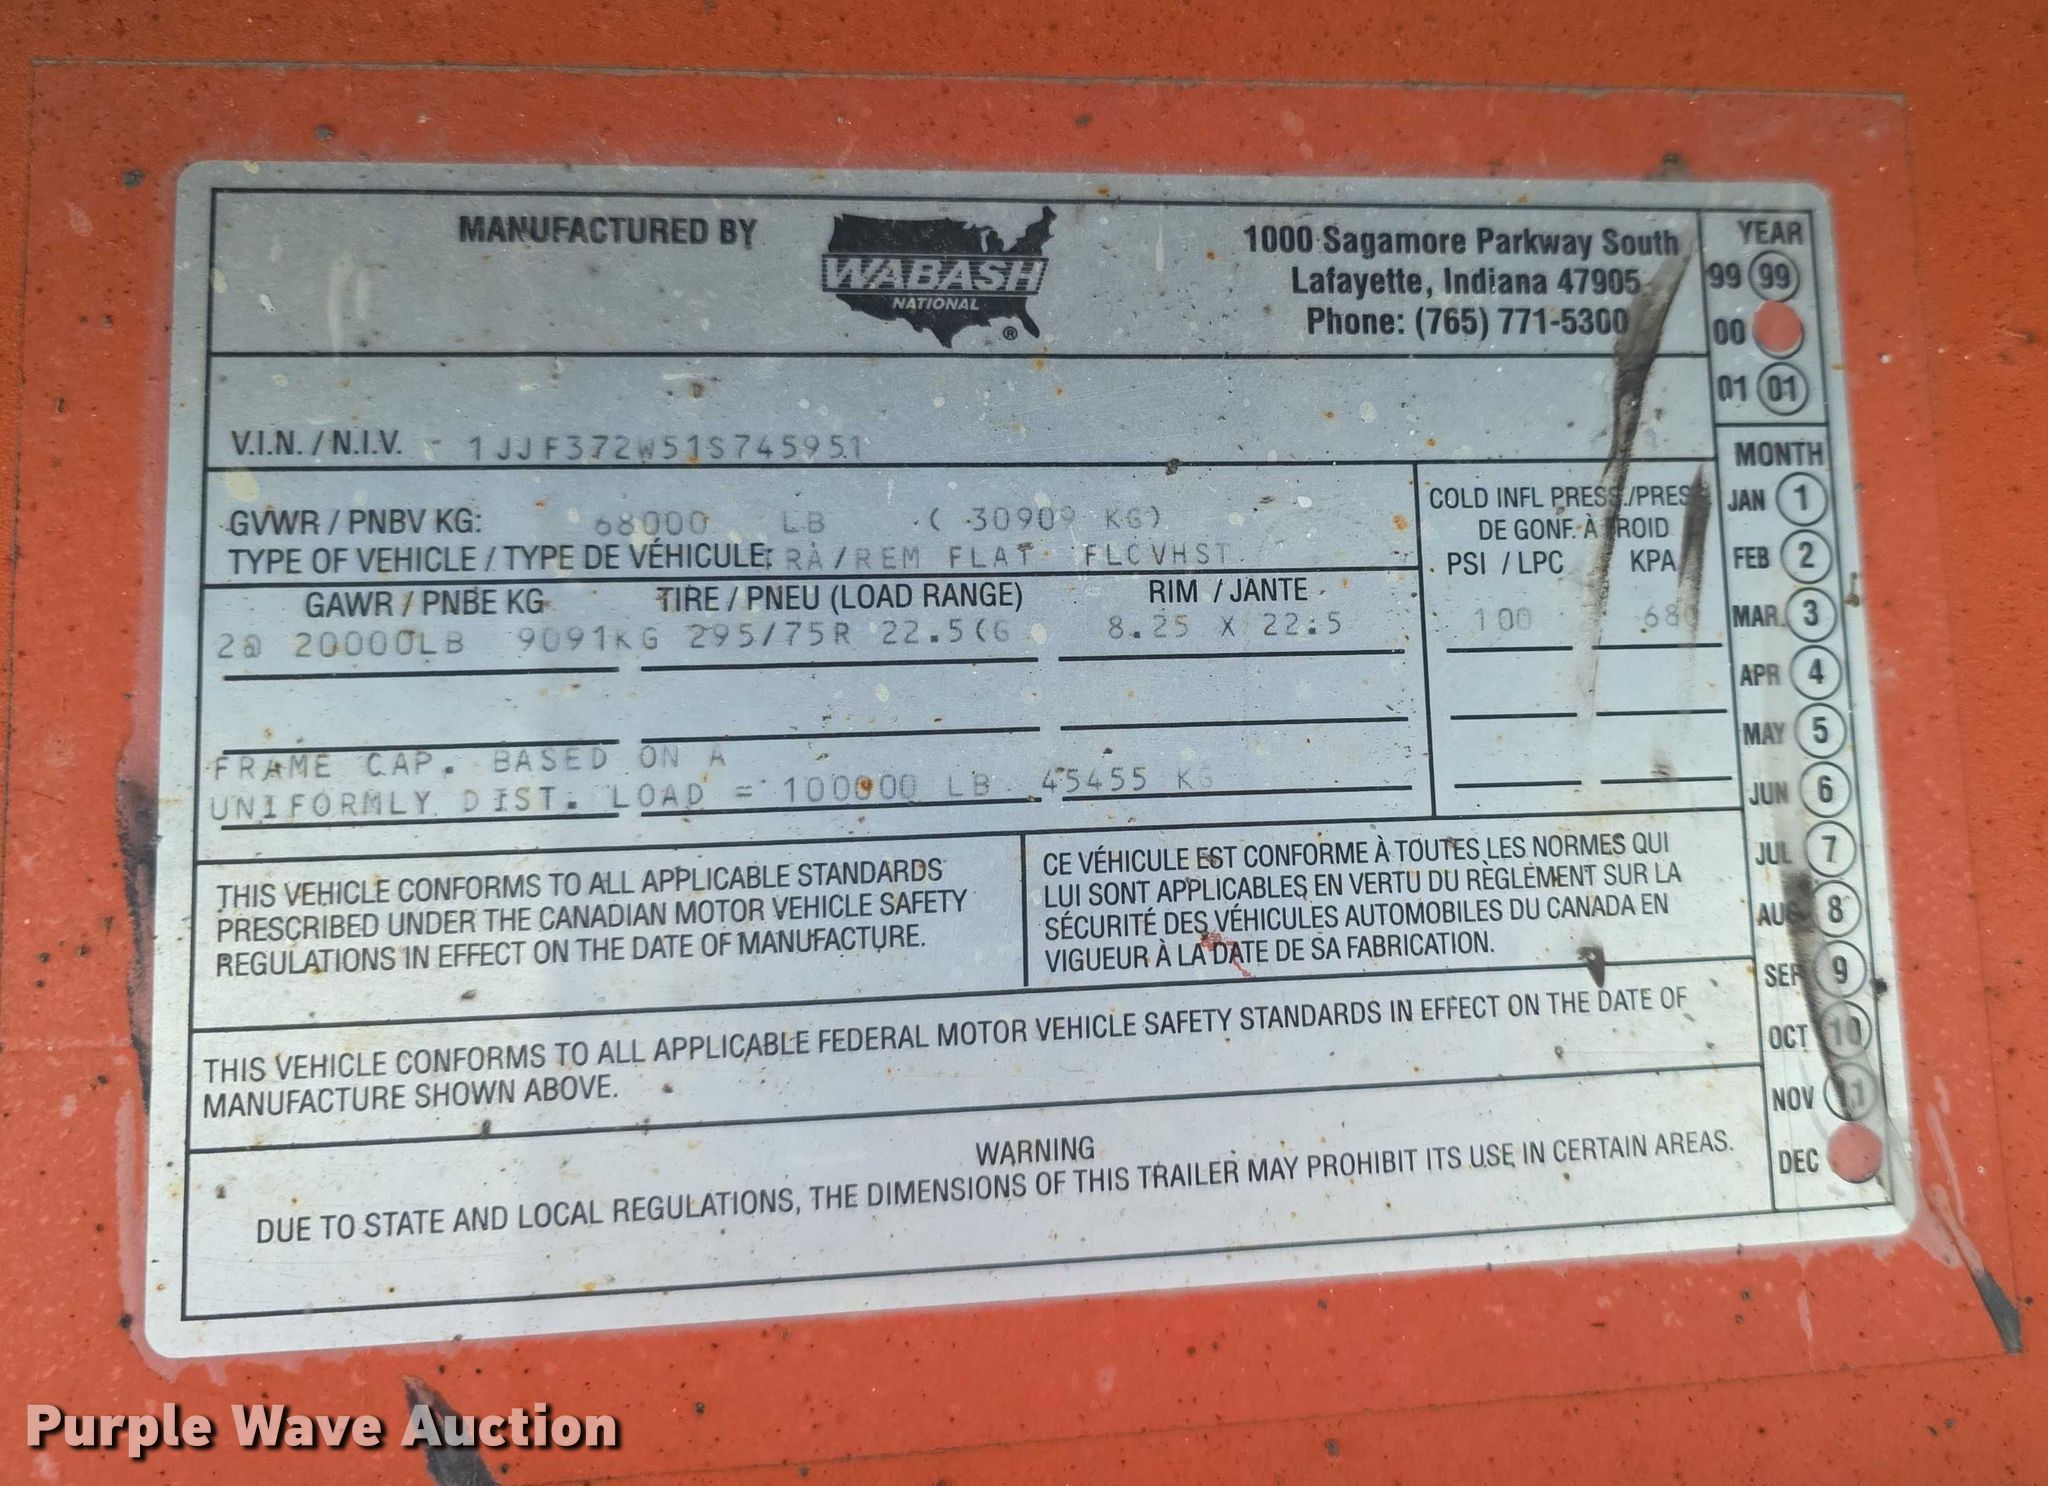 MANUFACTURED BY
WABASH
NATIONAL
®
1000 Sagamore Parkway South
Lafayette, Indiana 47905
Phone: (765) 771-5300
V.I.N. / N.I.V. - 1JJF372W51S745951
GVWR / PNBV KG: 68000 LB ( 30909 KG)
TYPE OF VEHICLE / TYPE DE VÉHICULE: RA/REM FLAT FLCVHST
GAWR / PNBE KG TIRE / PNEU (LOAD RANGE) RIM / JANTE
2@ 20000LB 9091KG 295/75R 22.5(G 8.25 X 22.5
COLD INFL PRESS./PRESS
DE GONF. À FROID
PSI / LPC KPA
100 680
FRAME CAP. BASED ON A
UNIFORMLY DIST. LOAD = 100000 LB 45455 KG
THIS VEHICLE CONFORMS TO ALL APPLICABLE STANDARDS
PRESCRIBED UNDER THE CANADIAN MOTOR VEHICLE SAFETY
REGULATIONS IN EFFECT ON THE DATE OF MANUFACTURE.
CE VÉHICULE EST CONFORME À TOUTES LES NORMES QUI
LUI SONT APPLICABLES EN VERTU DU RÈGLEMENT SUR LA
SÉCURITÉ DES VÉHICULES AUTOMOBILES DU CANADA EN
VIGUEUR À LA DATE DE SA FABRICATION.
THIS VEHICLE CONFORMS TO ALL APPLICABLE FEDERAL MOTOR VEHICLE SAFETY STANDARDS IN EFFECT ON THE DATE OF
MANUFACTURE SHOWN ABOVE.
WARNING
DUE TO STATE AND LOCAL REGULATIONS, THE DIMENSIONS OF THIS TRAILER MAY PROHIBIT ITS USE IN CERTAIN AREAS.
YEAR
99 99
00
01 01
MONTH
JAN 1
FEB 2
MAR. 3
APR 4
MAY 5
JUN 6
JUL 7
AUG 8
SEP 9
OCT 10
NOV 11
DEC
Purple Wave Auction